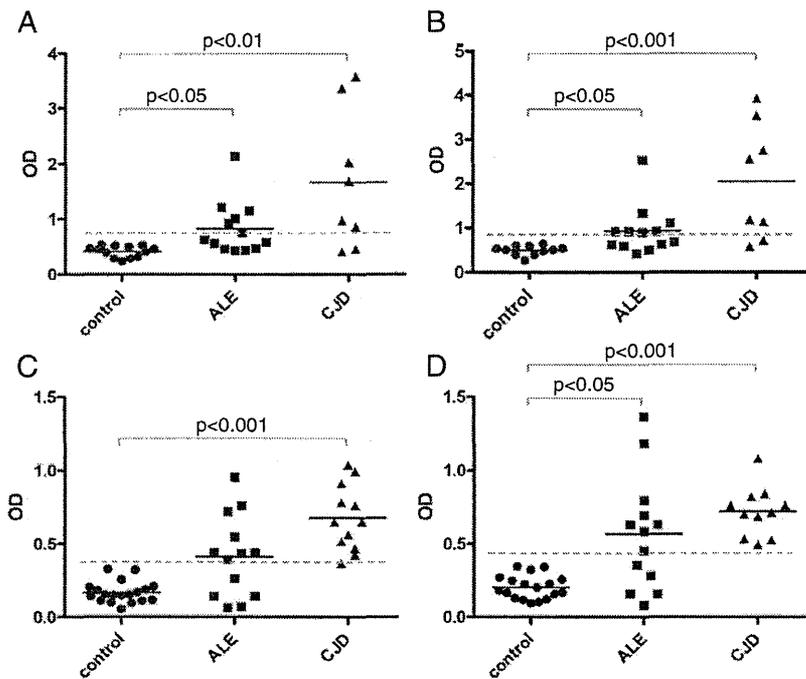 A
p<0.01
p<0.05
4
3
2
1
0
OD
control
ALE
CJD
B
p<0.001
p<0.05
5
4
3
2
1
0
OD
control
ALE
CJD
C
p<0.001
1.5
1.0
0.5
0.0
OD
control
ALE
CJD
D
p<0.001
p<0.05
1.5
1.0
0.5
0.0
OD
control
ALE
CJD